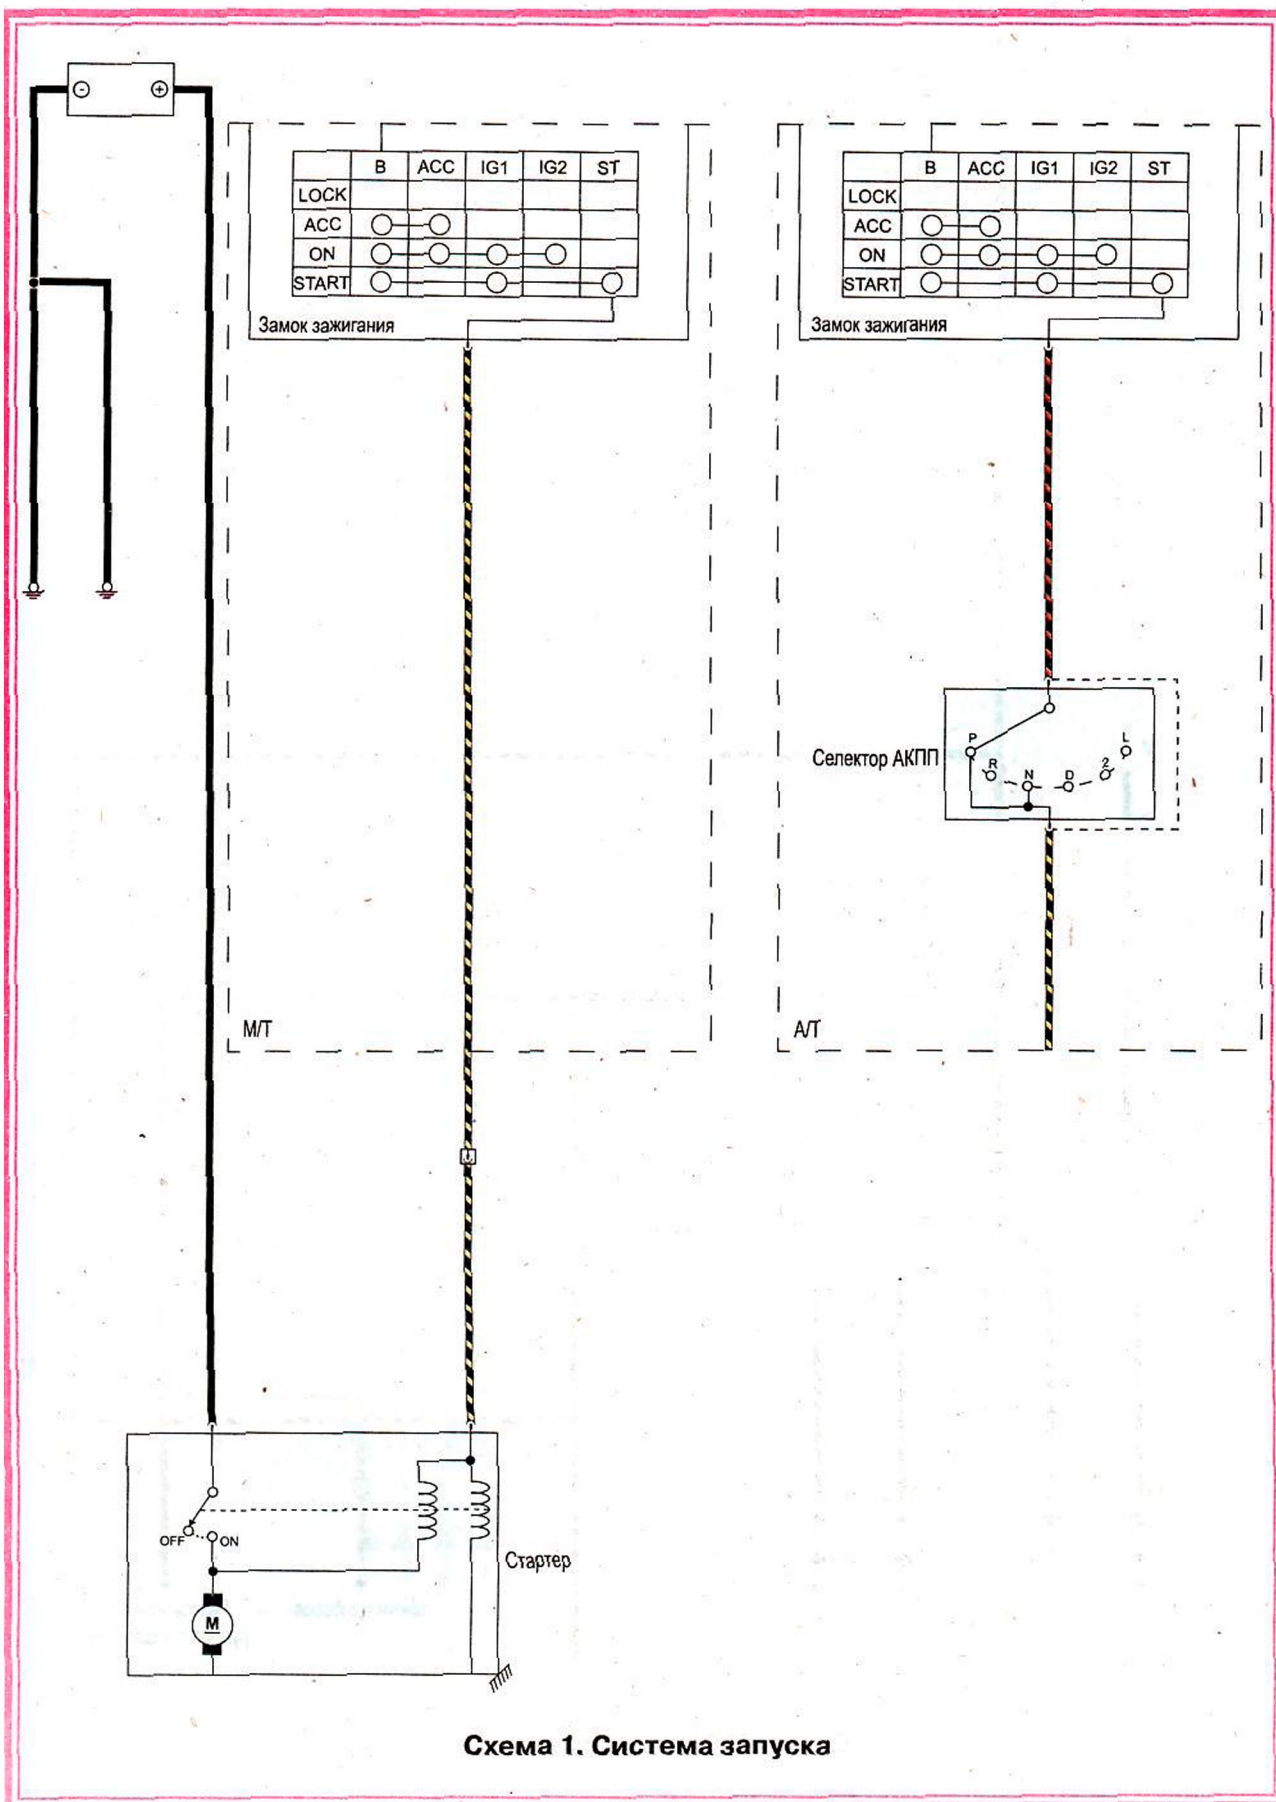 - +
B ACC IG1 IG2 ST
LOCK
ACC
ON
START
Замок зажигания
B ACC IG1 IG2 ST
LOCK
ACC
ON
START
Замок зажигания
Селектор АКПП
P R N D 2 L
M/T
A/T
OFF ON
M
Стартер
Схема 1. Система запуска